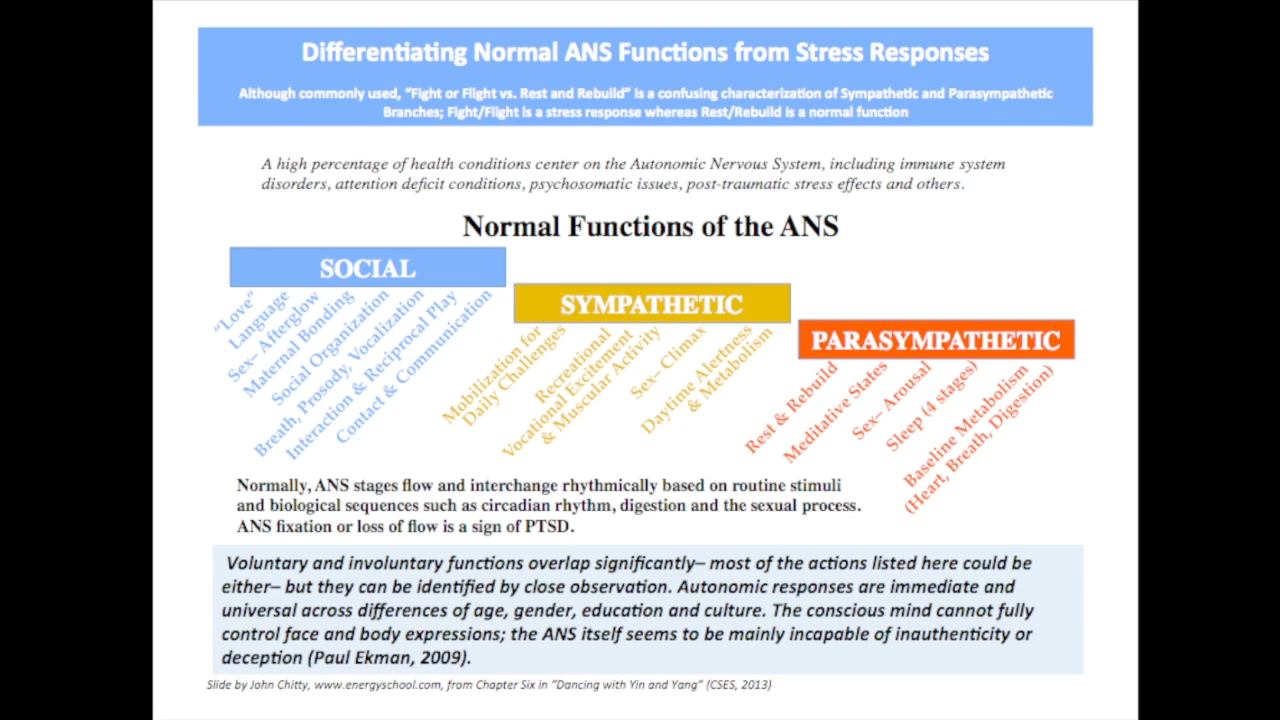 Differentiating Normal ANS Functions from Stress Responses
Although commonly used, “Fight or Flight vs. Rest and Rebuild” is a confusing characterization of Sympathetic and Parasympathetic
Branches; Fight/Flight is a stress response whereas Rest/Rebuild is a normal function
A high percentage of health conditions center on the Autonomic Nervous System, including immune system
disorders, attention deficit conditions, psychosomatic issues, post-traumatic stress effects and others.
Normal Functions of the ANS
SOCIAL
“Love”
Language
Sex– Afterglow
Maternal Bonding
Social Organization
Breath, Prosody, Vocalization
Interaction & Reciprocal Play
Contact & Communication
SYMPATHETIC
Mobilization for
Daily Challenges
Recreational
Vocational Excitement
& Muscular Activity
Sex– Climax
Daytime Alertness
& Metabolism
PARASYMPATHETIC
Rest & Rebuild
Meditative States
Sex– Arousal
Sleep (4 stages)
Baseline Metabolism
(Heart, Breath, Digestion)
Normally, ANS stages flow and interchange rhythmically based on routine stimuli
and biological sequences such as circadian rhythm, digestion and the sexual process.
ANS fixation or loss of flow is a sign of PTSD.
Voluntary and involuntary functions overlap significantly– most of the actions listed here could be
either– but they can be identified by close observation. Autonomic responses are immediate and
universal across differences of age, gender, education and culture. The conscious mind cannot fully
control face and body expressions; the ANS itself seems to be mainly incapable of inauthenticity or
deception (Paul Ekman, 2009).
Slide by John Chitty, www.energyschool.com, from Chapter Six in “Dancing with Yin and Yang” (CSES, 2013)